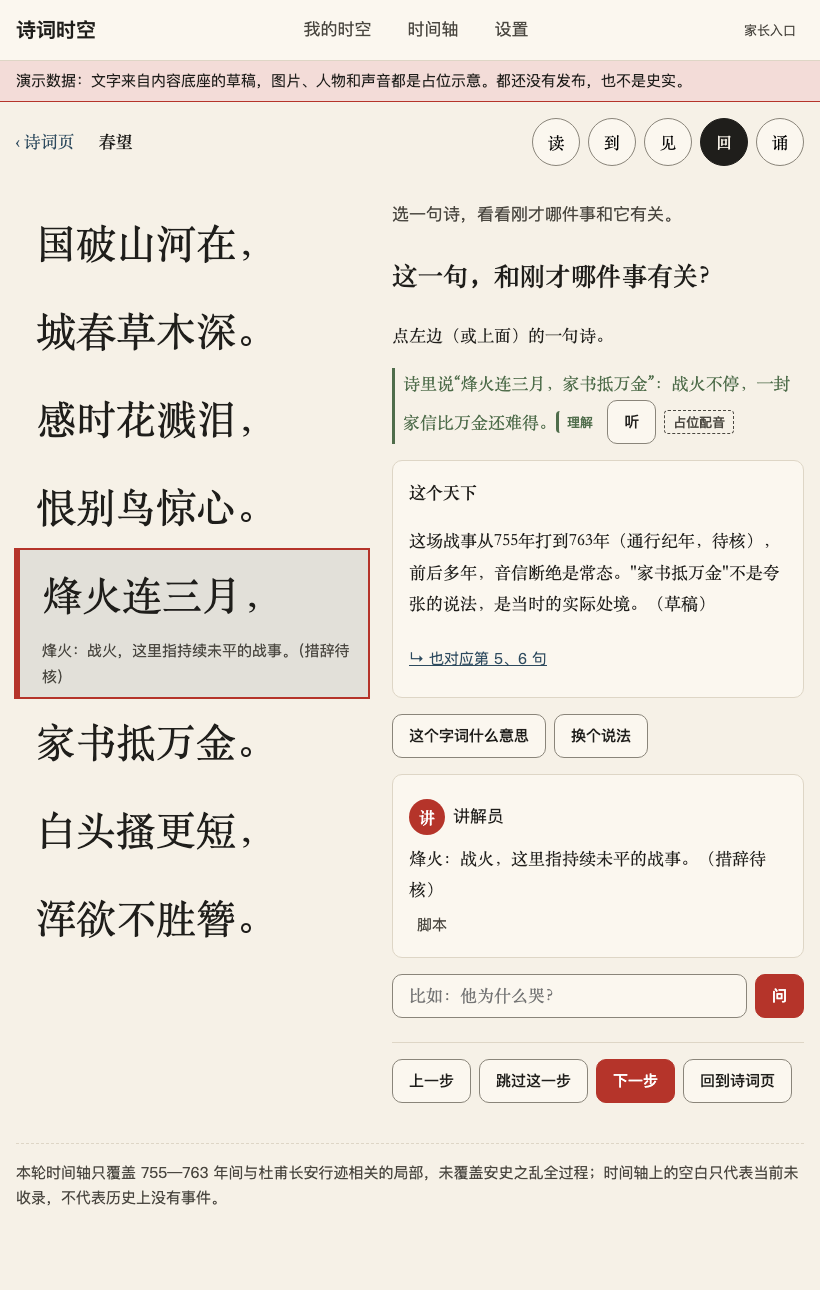 诗词时空
我的时空 时间轴 设置
家长入口
演示数据：文字来自内容底座的草稿，图片、人物和声音都是占位示意。都还没有发布，也不是史实。
‹ 诗词页 春望
读 到 见 回 诵
国破山河在，
城春草木深。
感时花溅泪，
恨别鸟惊心。
烽火连三月，
烽火：战火，这里指持续未平的战事。(措辞待
核）
家书抵万金。
白头搔更短，
浑欲不胜簪。
选一句诗，看看刚才哪件事和它有关。
这一句，和刚才哪件事有关？
点左边（或上面）的一句诗。
诗里说“烽火连三月，家书抵万金”：战火不停，一封
家信比万金还难得。 理解 听 占位配音
这个天下
这场战事从755年打到763年（通行纪年，待核），
前后多年，音信断绝是常态。"家书抵万金"不是夸
张的说法，是当时的实际处境。（草稿）
↳ 也对应第 5、6 句
这个字词什么意思 换个说法
讲 讲解员
烽火：战火，这里指持续未平的战事。（措辞待
核）
脚本
比如：他为什么哭？ 问
上一步 跳过这一步 下一步 回到诗词页
本轮时间轴只覆盖 755—763 年间与杜甫长安行迹相关的局部，未覆盖安史之乱全过程；时间轴上的空白只代表当前未
收录，不代表历史上没有事件。